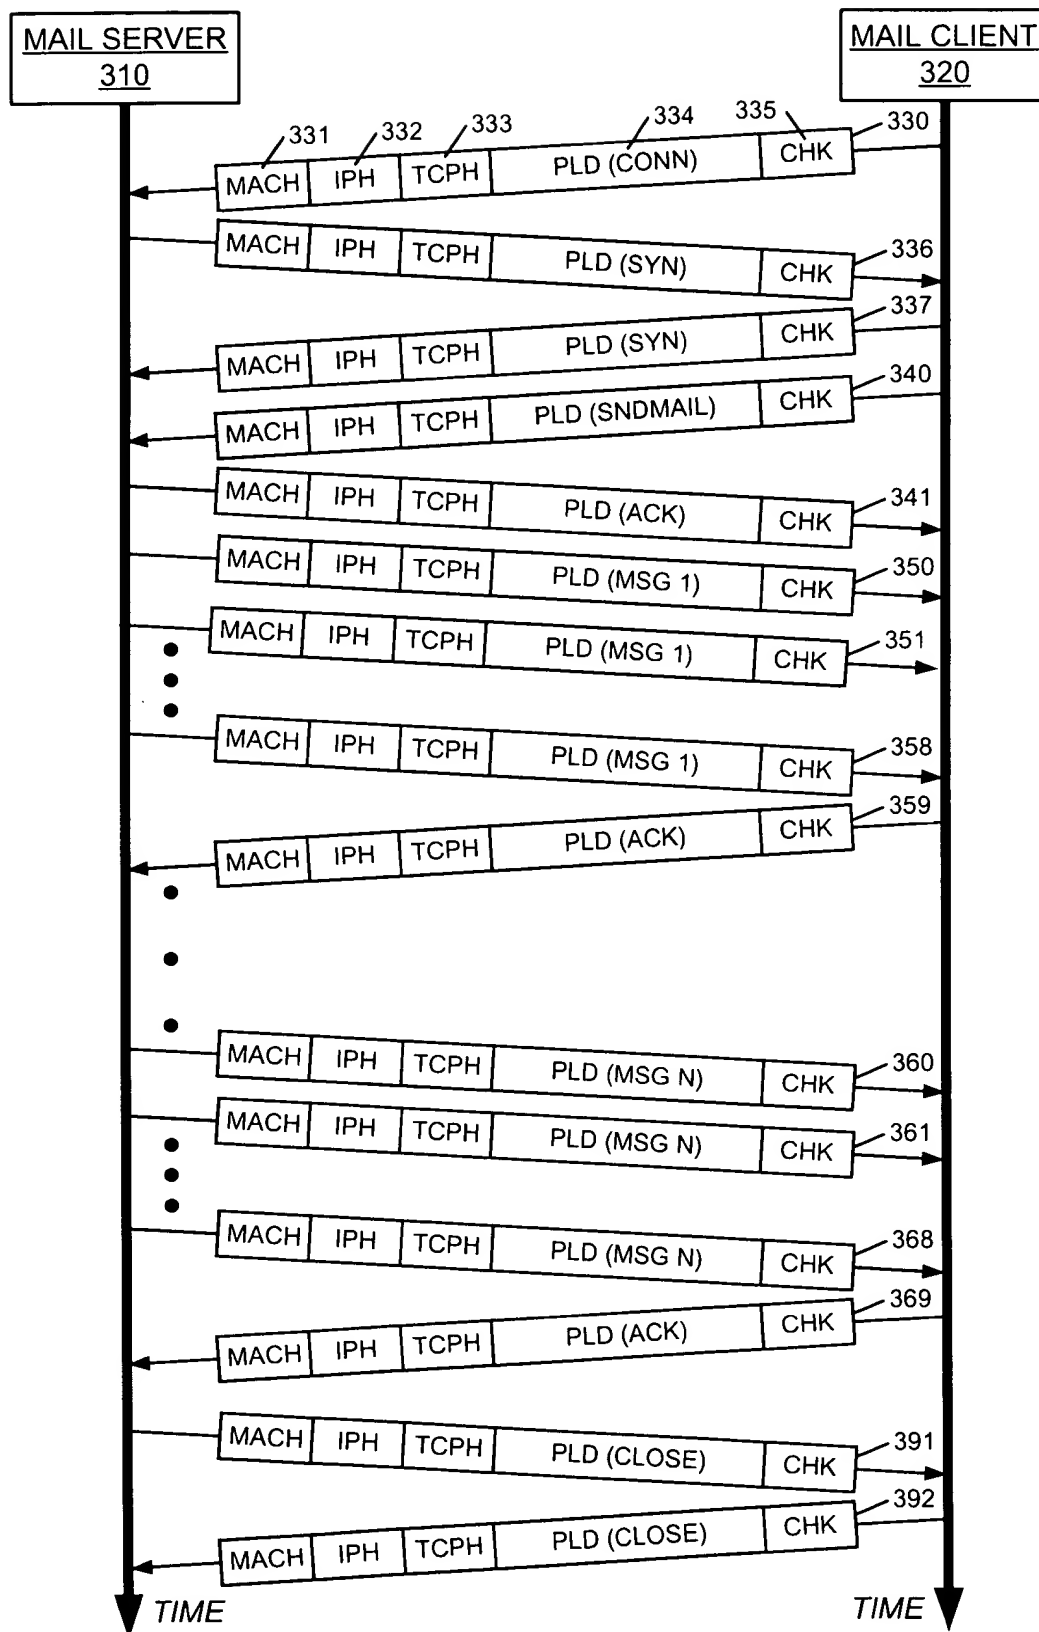 MAIL SERVER
310
MAIL CLIENT
320
331 332 333 334 335 330
MACH IPH TCPH PLD (CONN) CHK
MACH IPH TCPH PLD (SYN) CHK 336
MACH IPH TCPH PLD (SYN) CHK 337
MACH IPH TCPH PLD (SNDMAIL) CHK 340
MACH IPH TCPH PLD (ACK) CHK 341
MACH IPH TCPH PLD (MSG 1) CHK 350
MACH IPH TCPH PLD (MSG 1) CHK 351
MACH IPH TCPH PLD (MSG 1) CHK 358
MACH IPH TCPH PLD (ACK) CHK 359
MACH IPH TCPH PLD (MSG N) CHK 360
MACH IPH TCPH PLD (MSG N) CHK 361
MACH IPH TCPH PLD (MSG N) CHK 368
MACH IPH TCPH PLD (ACK) CHK 369
MACH IPH TCPH PLD (CLOSE) CHK 391
MACH IPH TCPH PLD (CLOSE) CHK 392
TIME TIME